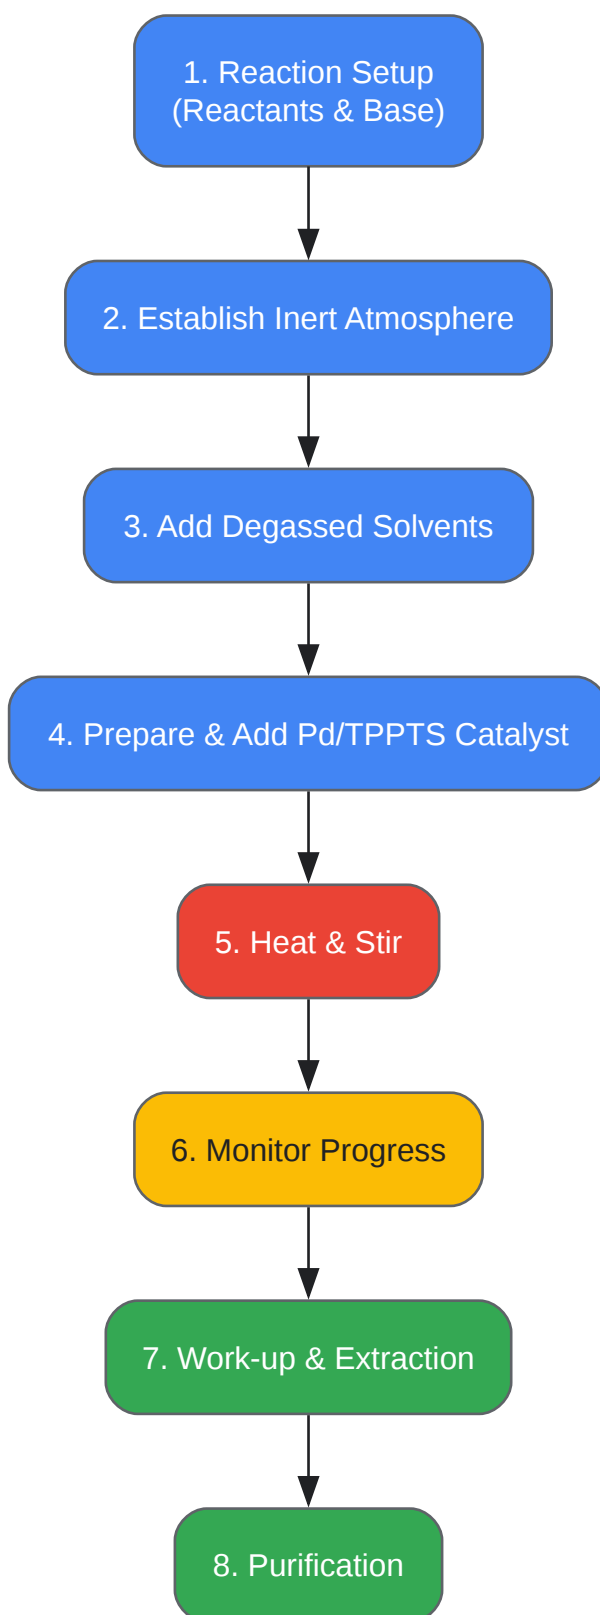 1. Reaction Setup
(Reactants & Base)
2. Establish Inert Atmosphere
3. Add Degassed Solvents
4. Prepare & Add Pd/TPPTS Catalyst
5. Heat & Stir
6. Monitor Progress
7. Work-up & Extraction
8. Purification